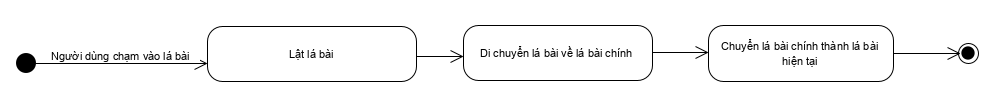 Người dùng chạm vào lá bài
Lật lá bài
Di chuyển lá bài về lá bài chính
Chuyển lá bài chính thành lá bài
hiện tại